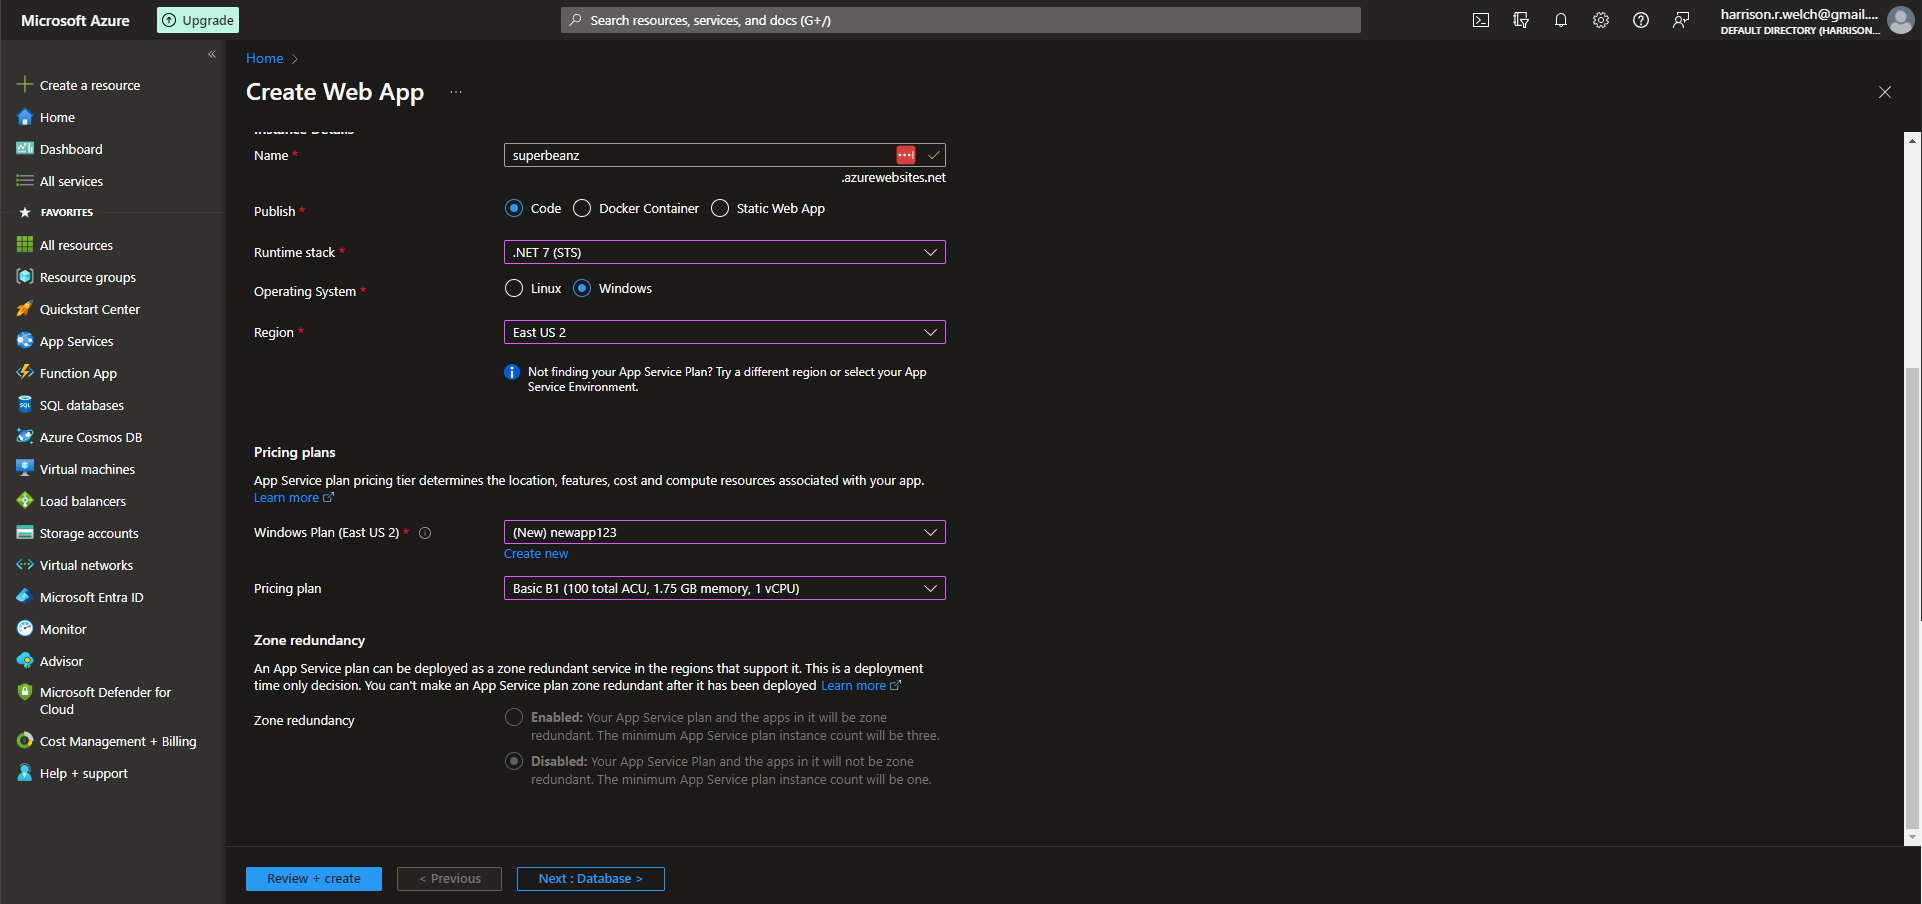 Microsoft Azure
Upgrade
Search resources, services, and docs (G+/)
harrison.r.welch@gmail....
DEFAULT DIRECTORY (HARRISON...
Create a resource
Home
Dashboard
All services
FAVORITES
All resources
Resource groups
Quickstart Center
App Services
Function App
SQL databases
Azure Cosmos DB
Virtual machines
Load balancers
Storage accounts
Virtual networks
Microsoft Entra ID
Monitor
Advisor
Microsoft Defender for
Cloud
Cost Management + Billing
Help + support
Home >
Create Web App ...
Instance Details
Name *
superbeanz
.azurewebsites.net
Publish *
Code Docker Container Static Web App
Runtime stack *
.NET 7 (STS)
Operating System *
Linux Windows
Region *
East US 2
Not finding your App Service Plan? Try a different region or select your App
Service Environment.
Pricing plans
App Service plan pricing tier determines the location, features, cost and compute resources associated with your app.
Learn more
Windows Plan (East US 2) *
(New) newapp123
Create new
Pricing plan
Basic B1 (100 total ACU, 1.75 GB memory, 1 vCPU)
Zone redundancy
An App Service plan can be deployed as a zone redundant service in the regions that support it. This is a deployment
time only decision. You can't make an App Service plan zone redundant after it has been deployed Learn more
Zone redundancy
Enabled: Your App Service plan and the apps in it will be zone
redundant. The minimum App Service plan instance count will be three.
Disabled: Your App Service Plan and the apps in it will not be zone
redundant. The minimum App Service plan instance count will be one.
Review + create
< Previous
Next : Database >